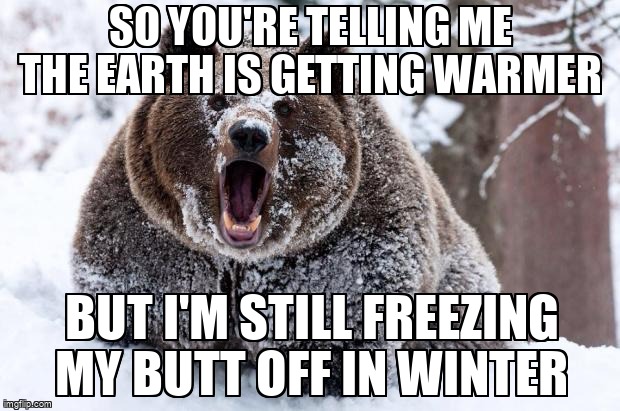 SO YOU'RE TELLING ME
THE EARTH IS GETTING WARMER
BUT I'M STILL FREEZING
MY BUTT OFF IN WINTER
imgflip.com